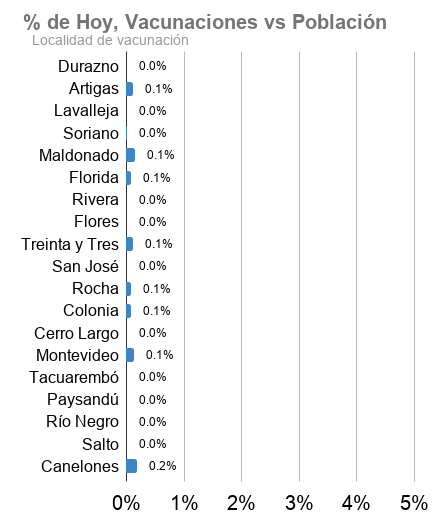 % de Hoy, Vacunaciones vs Población
Localidad de vacunación
Durazno 0.0%
Artigas 0.1%
Lavalleja 0.0%
Soriano 0.0%
Maldonado 0.1%
Florida 0.1%
Rivera 0.0%
Flores 0.0%
Treinta y Tres 0.1%
San José 0.0%
Rocha 0.1%
Colonia 0.1%
Cerro Largo 0.0%
Montevideo 0.1%
Tacuarembó 0.0%
Paysandú 0.0%
Río Negro 0.0%
Salto 0.0%
Canelones 0.2%
0% 1% 2% 3% 4% 5%